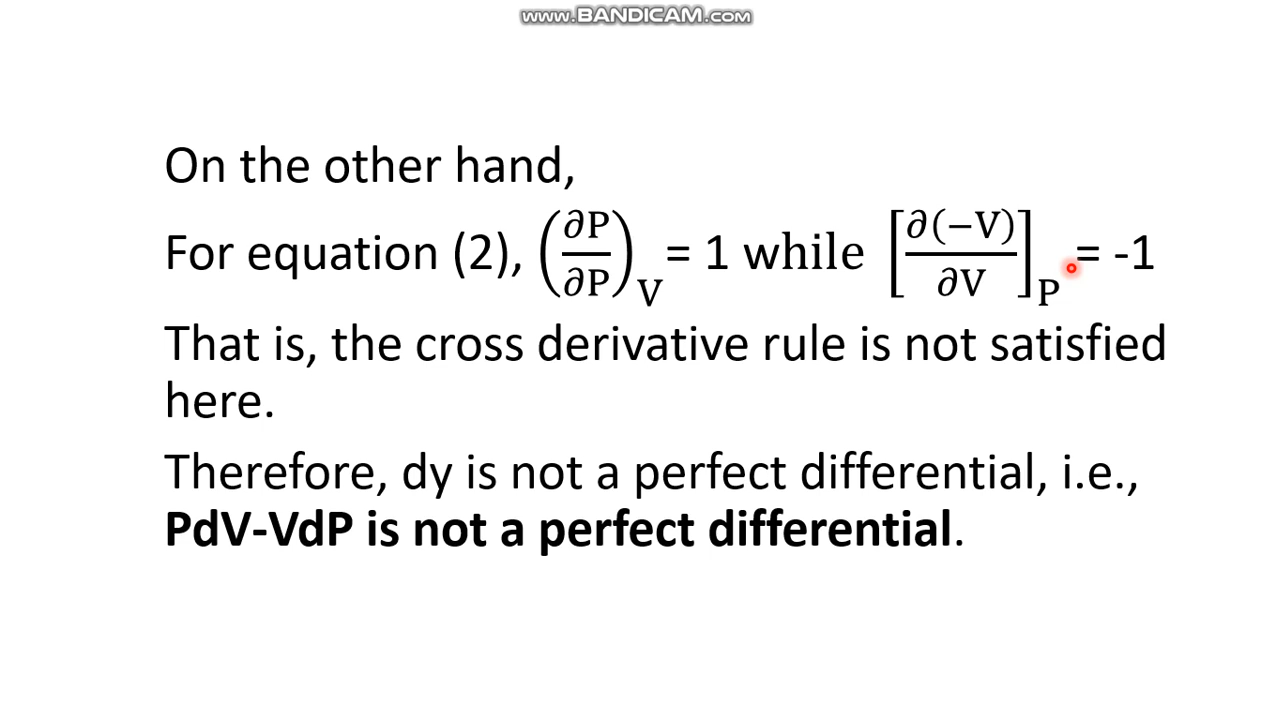 www.BANDICAM.com
On the other hand,
For equation (2), (∂P/∂P)_V = 1 while [∂(−V)/∂V]_P = -1
That is, the cross derivative rule is not satisfied
here.
Therefore, dy is not a perfect differential, i.e.,
PdV-VdP is not a perfect differential.